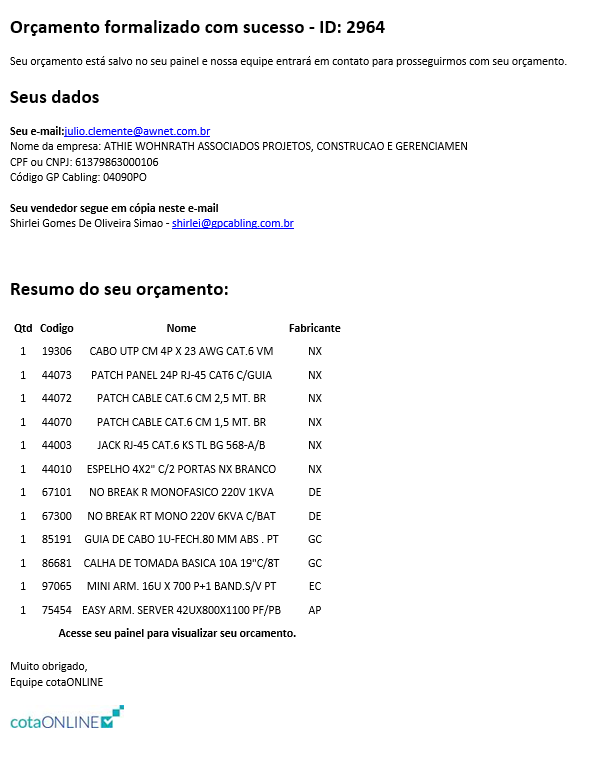 Orçamento formalizado com sucesso - ID: 2964
Seu orçamento está salvo no seu painel e nossa equipe entrará em contato para prosseguirmos com seu orçamento.
Seus dados
Seu e-mail:julio.clemente@awnet.com.br
Nome da empresa: ATHIE WOHNRATH ASSOCIADOS PROJETOS, CONSTRUCAO E GERENCIAMEN
CPF ou CNPJ: 61379863000106
Código GP Cabling: 04090PO
Seu vendedor segue em cópia neste e-mail
Shirlei Gomes De Oliveira Simao - shirlei@gpcabling.com.br
Resumo do seu orçamento:
Qtd Codigo Nome Fabricante
1 19306 CABO UTP CM 4P X 23 AWG CAT.6 VM NX
1 44073 PATCH PANEL 24P RJ-45 CAT6 C/GUIA NX
1 44072 PATCH CABLE CAT.6 CM 2,5 MT. BR NX
1 44070 PATCH CABLE CAT.6 CM 1,5 MT. BR NX
1 44003 JACK RJ-45 CAT.6 KS TL BG 568-A/B NX
1 44010 ESPELHO 4X2" C/2 PORTAS NX BRANCO NX
1 67101 NO BREAK R MONOFASICO 220V 1KVA DE
1 67300 NO BREAK RT MONO 220V 6KVA C/BAT DE
1 85191 GUIA DE CABO 1U-FECH.80 MM ABS . PT GC
1 86681 CALHA DE TOMADA BASICA 10A 19"C/8T GC
1 97065 MINI ARM. 16U X 700 P+1 BAND.S/V PT EC
1 75454 EASY ARM. SERVER 42UX800X1100 PF/PB AP
Acesse seu painel para visualizar seu orcamento.
Muito obrigado,
Equipe cotaONLINE
cotaONLINE